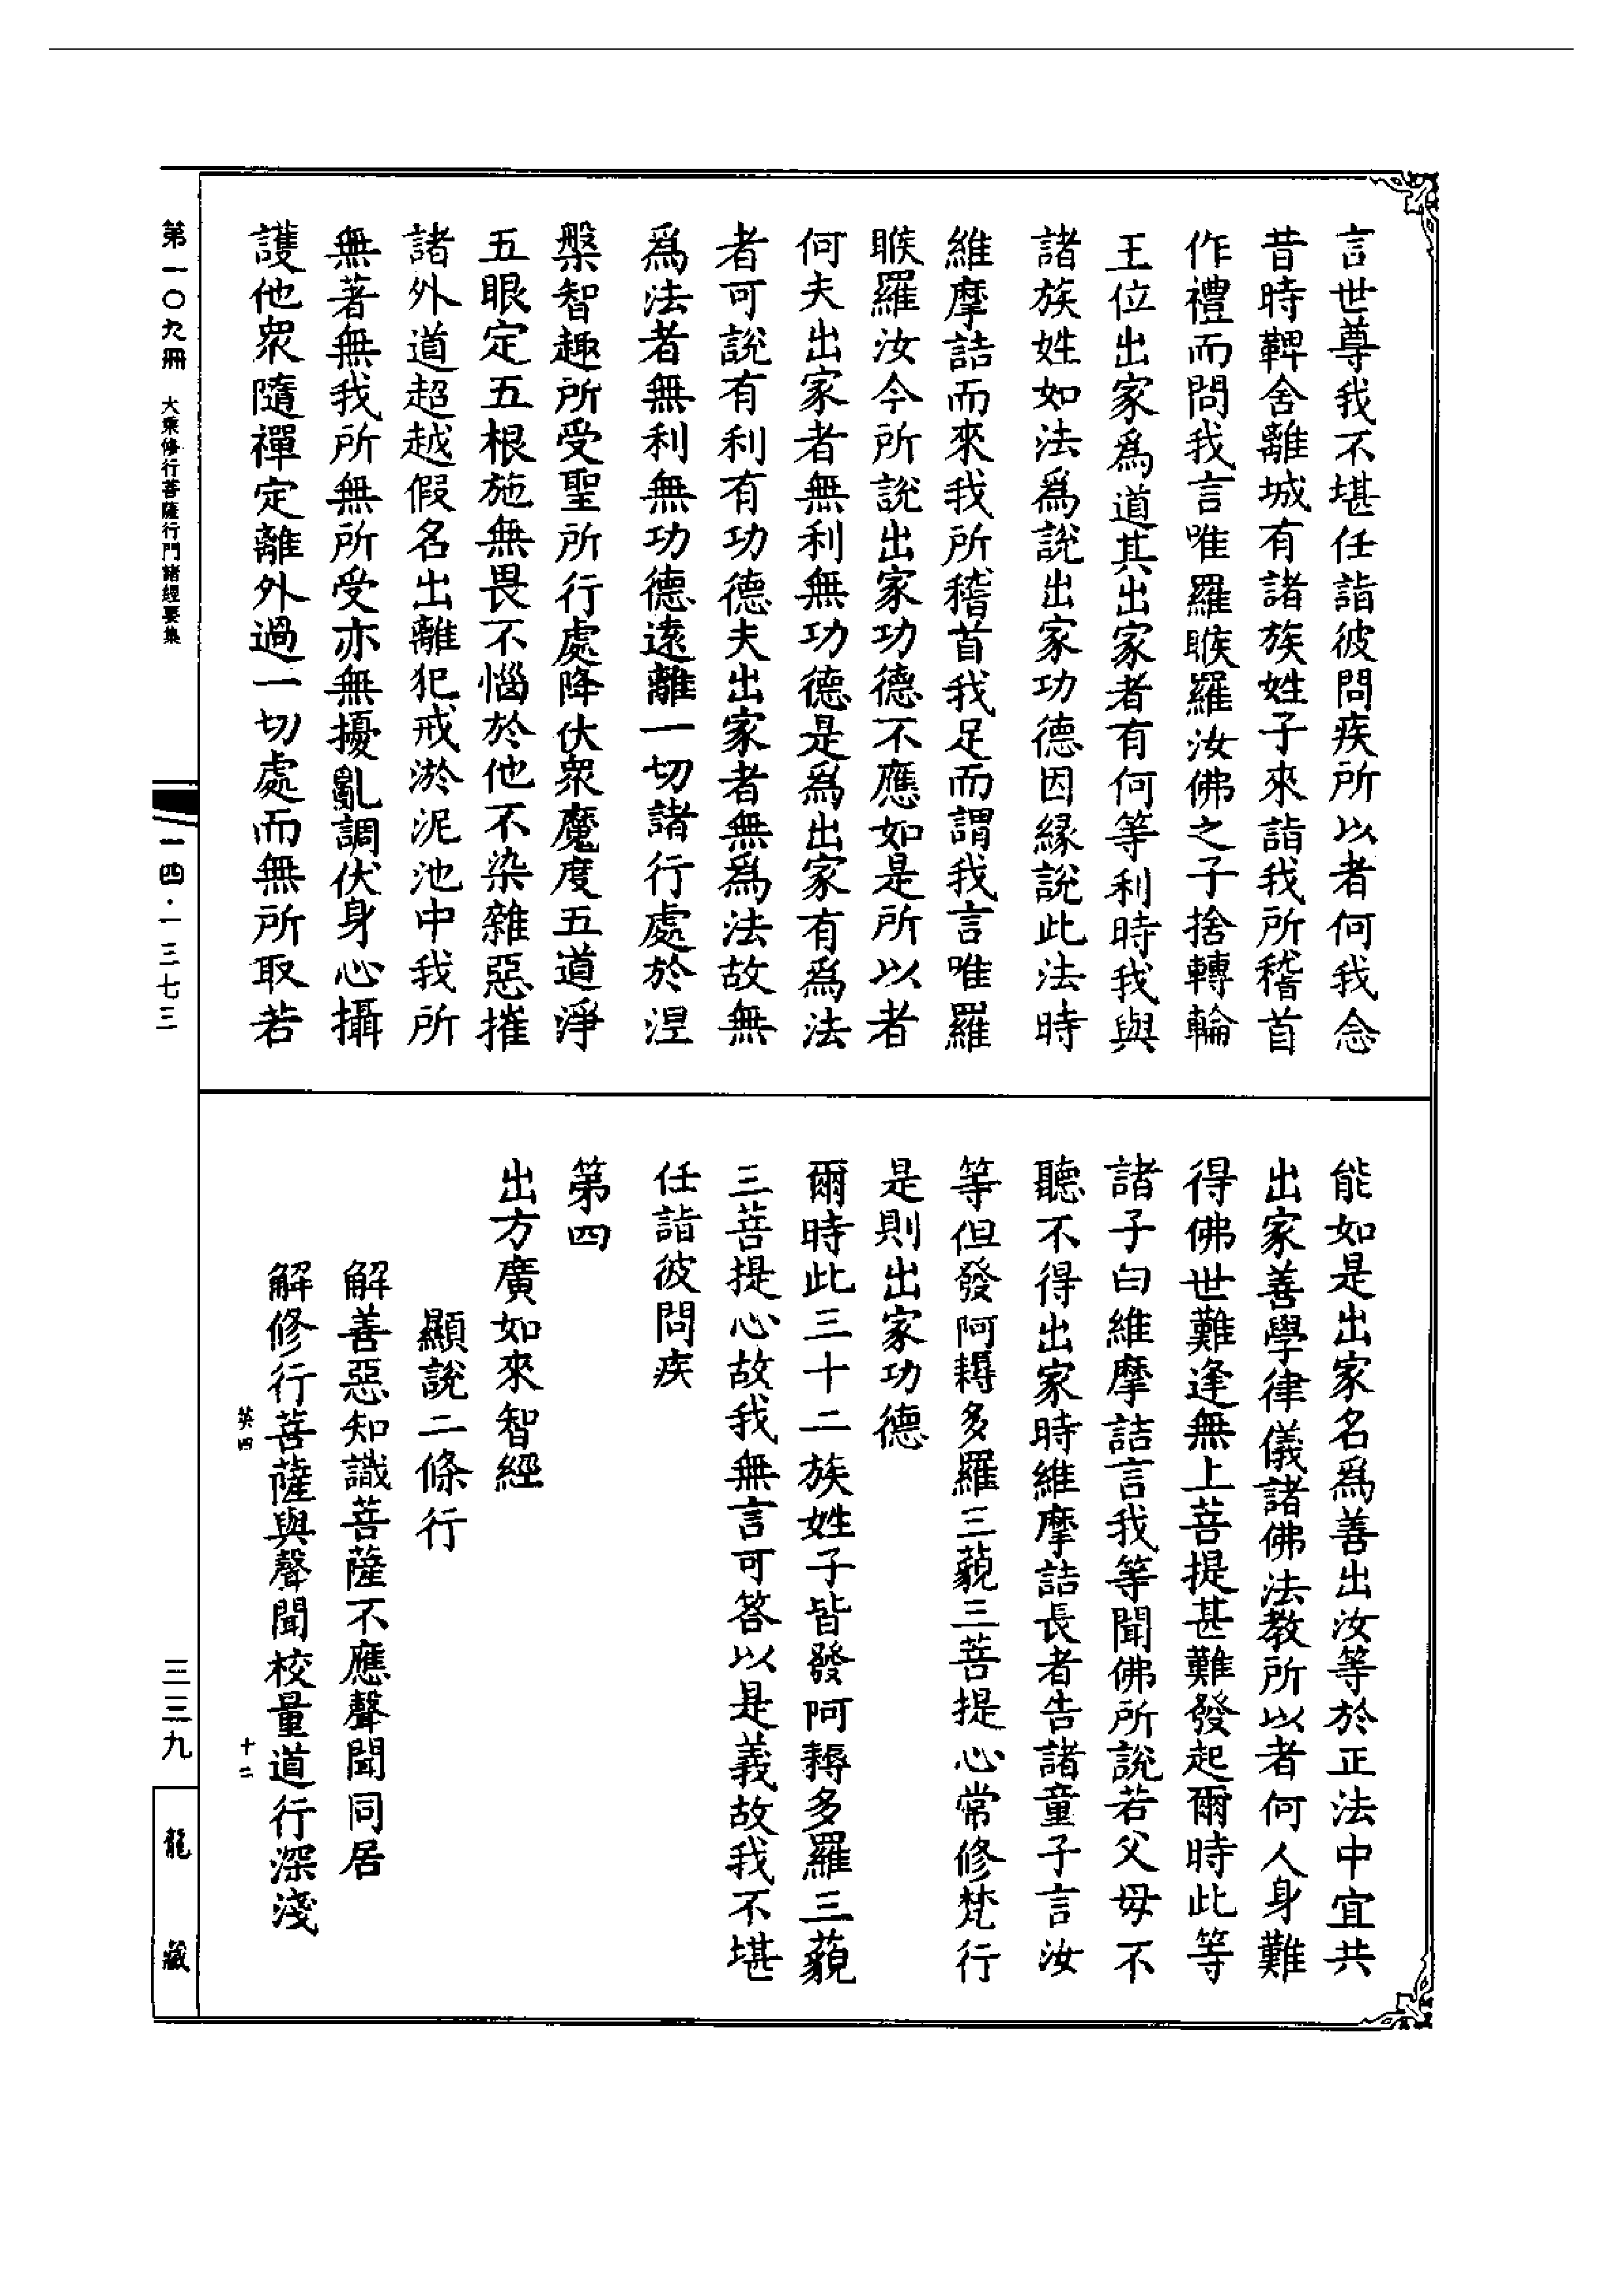 言世尊我不堪任詣彼問疾所以者何我念
昔時鞞舍離城有諸族姓子來詣我所稽首
作禮而問我言唯羅睺羅汝佛之子捨轉輪
王位出家爲道其出家者有何等利時我與
諸族姓如法爲說出家功德因緣說此法時
維摩詰而來我所稽首我足而謂我言唯羅
睺羅汝今所說出家功德不應如是所以者
何夫出家者無利無功德是爲出家有爲法
者可說有利有功德夫出家者無爲法故無
爲法者無利無功德遠離一切諸行處於涅
槃智趣所受聖所行處降伏衆魔度五道淨
五眼定五根施無畏不惱於他不染雜惡摧
諸外道超越假名出離犯戒淤泥池中我所
無著無我所無所受亦無擾亂調伏身心攝
護他衆隨禪定離外過一切處而無所取若
能如是出家名爲善出汝等於正法中宜共
出家善學律儀諸佛法教所以者何人身難
得佛世難逢無上菩提甚難發起爾時此等
諸子白維摩詰言我等聞佛所說若父母不
聽不得出家時維摩詰長者告諸童子言汝
等但發阿耨多羅三藐三菩提心常修梵行
是則出家功德
爾時此三十二族姓子皆發阿耨多羅三藐
三菩提心故我無言可答以是義故我不堪
任詣彼問疾
第四
出方廣如來智經
顯說二條行
解善惡知識菩薩不應聲聞同居
解修行菩薩與聲聞校量道行深淺
英四
十二
第一〇九冊 大乘修行菩薩行門諸經要集
一四·一三七三
三三九
龍藏